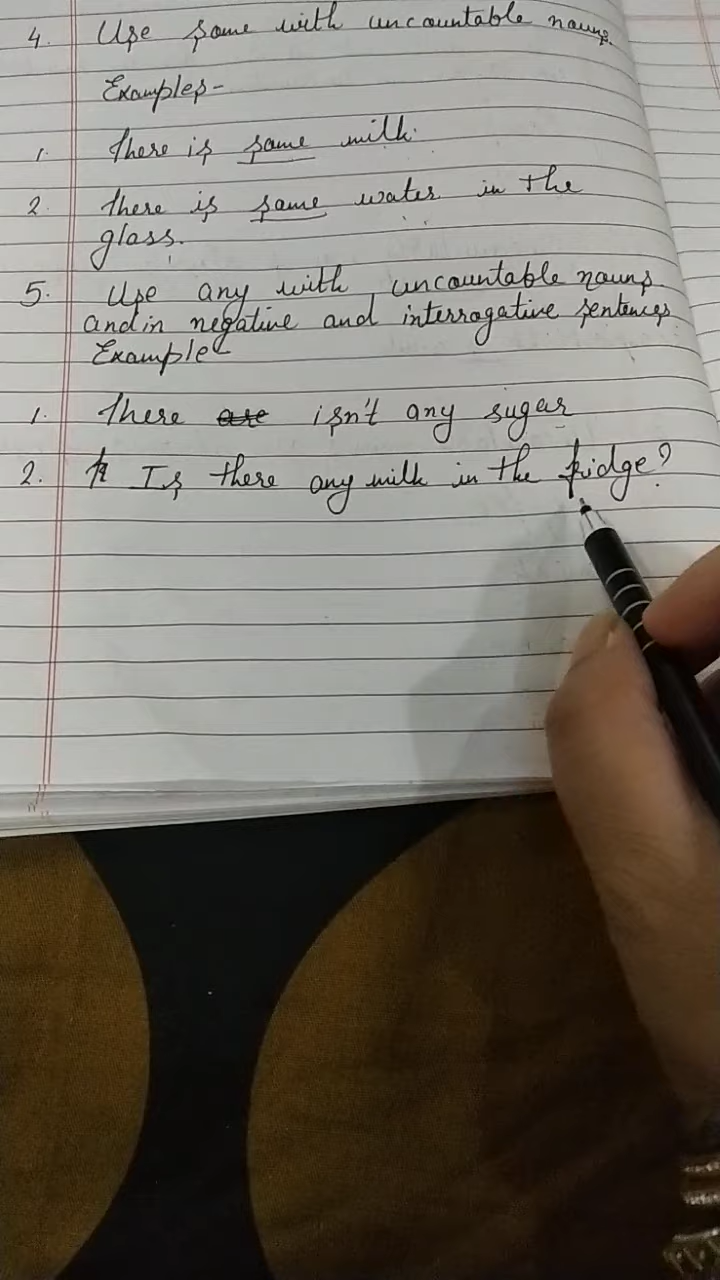 4. Use some with uncountable nouns.
Examples-
1. There is some milk.
2. There is some water in the
glass.
5. Use any with uncountable nouns
and in negative and interrogative sentences
Example-
1. There are isn't any sugar
2. Is there any milk in the fridge?